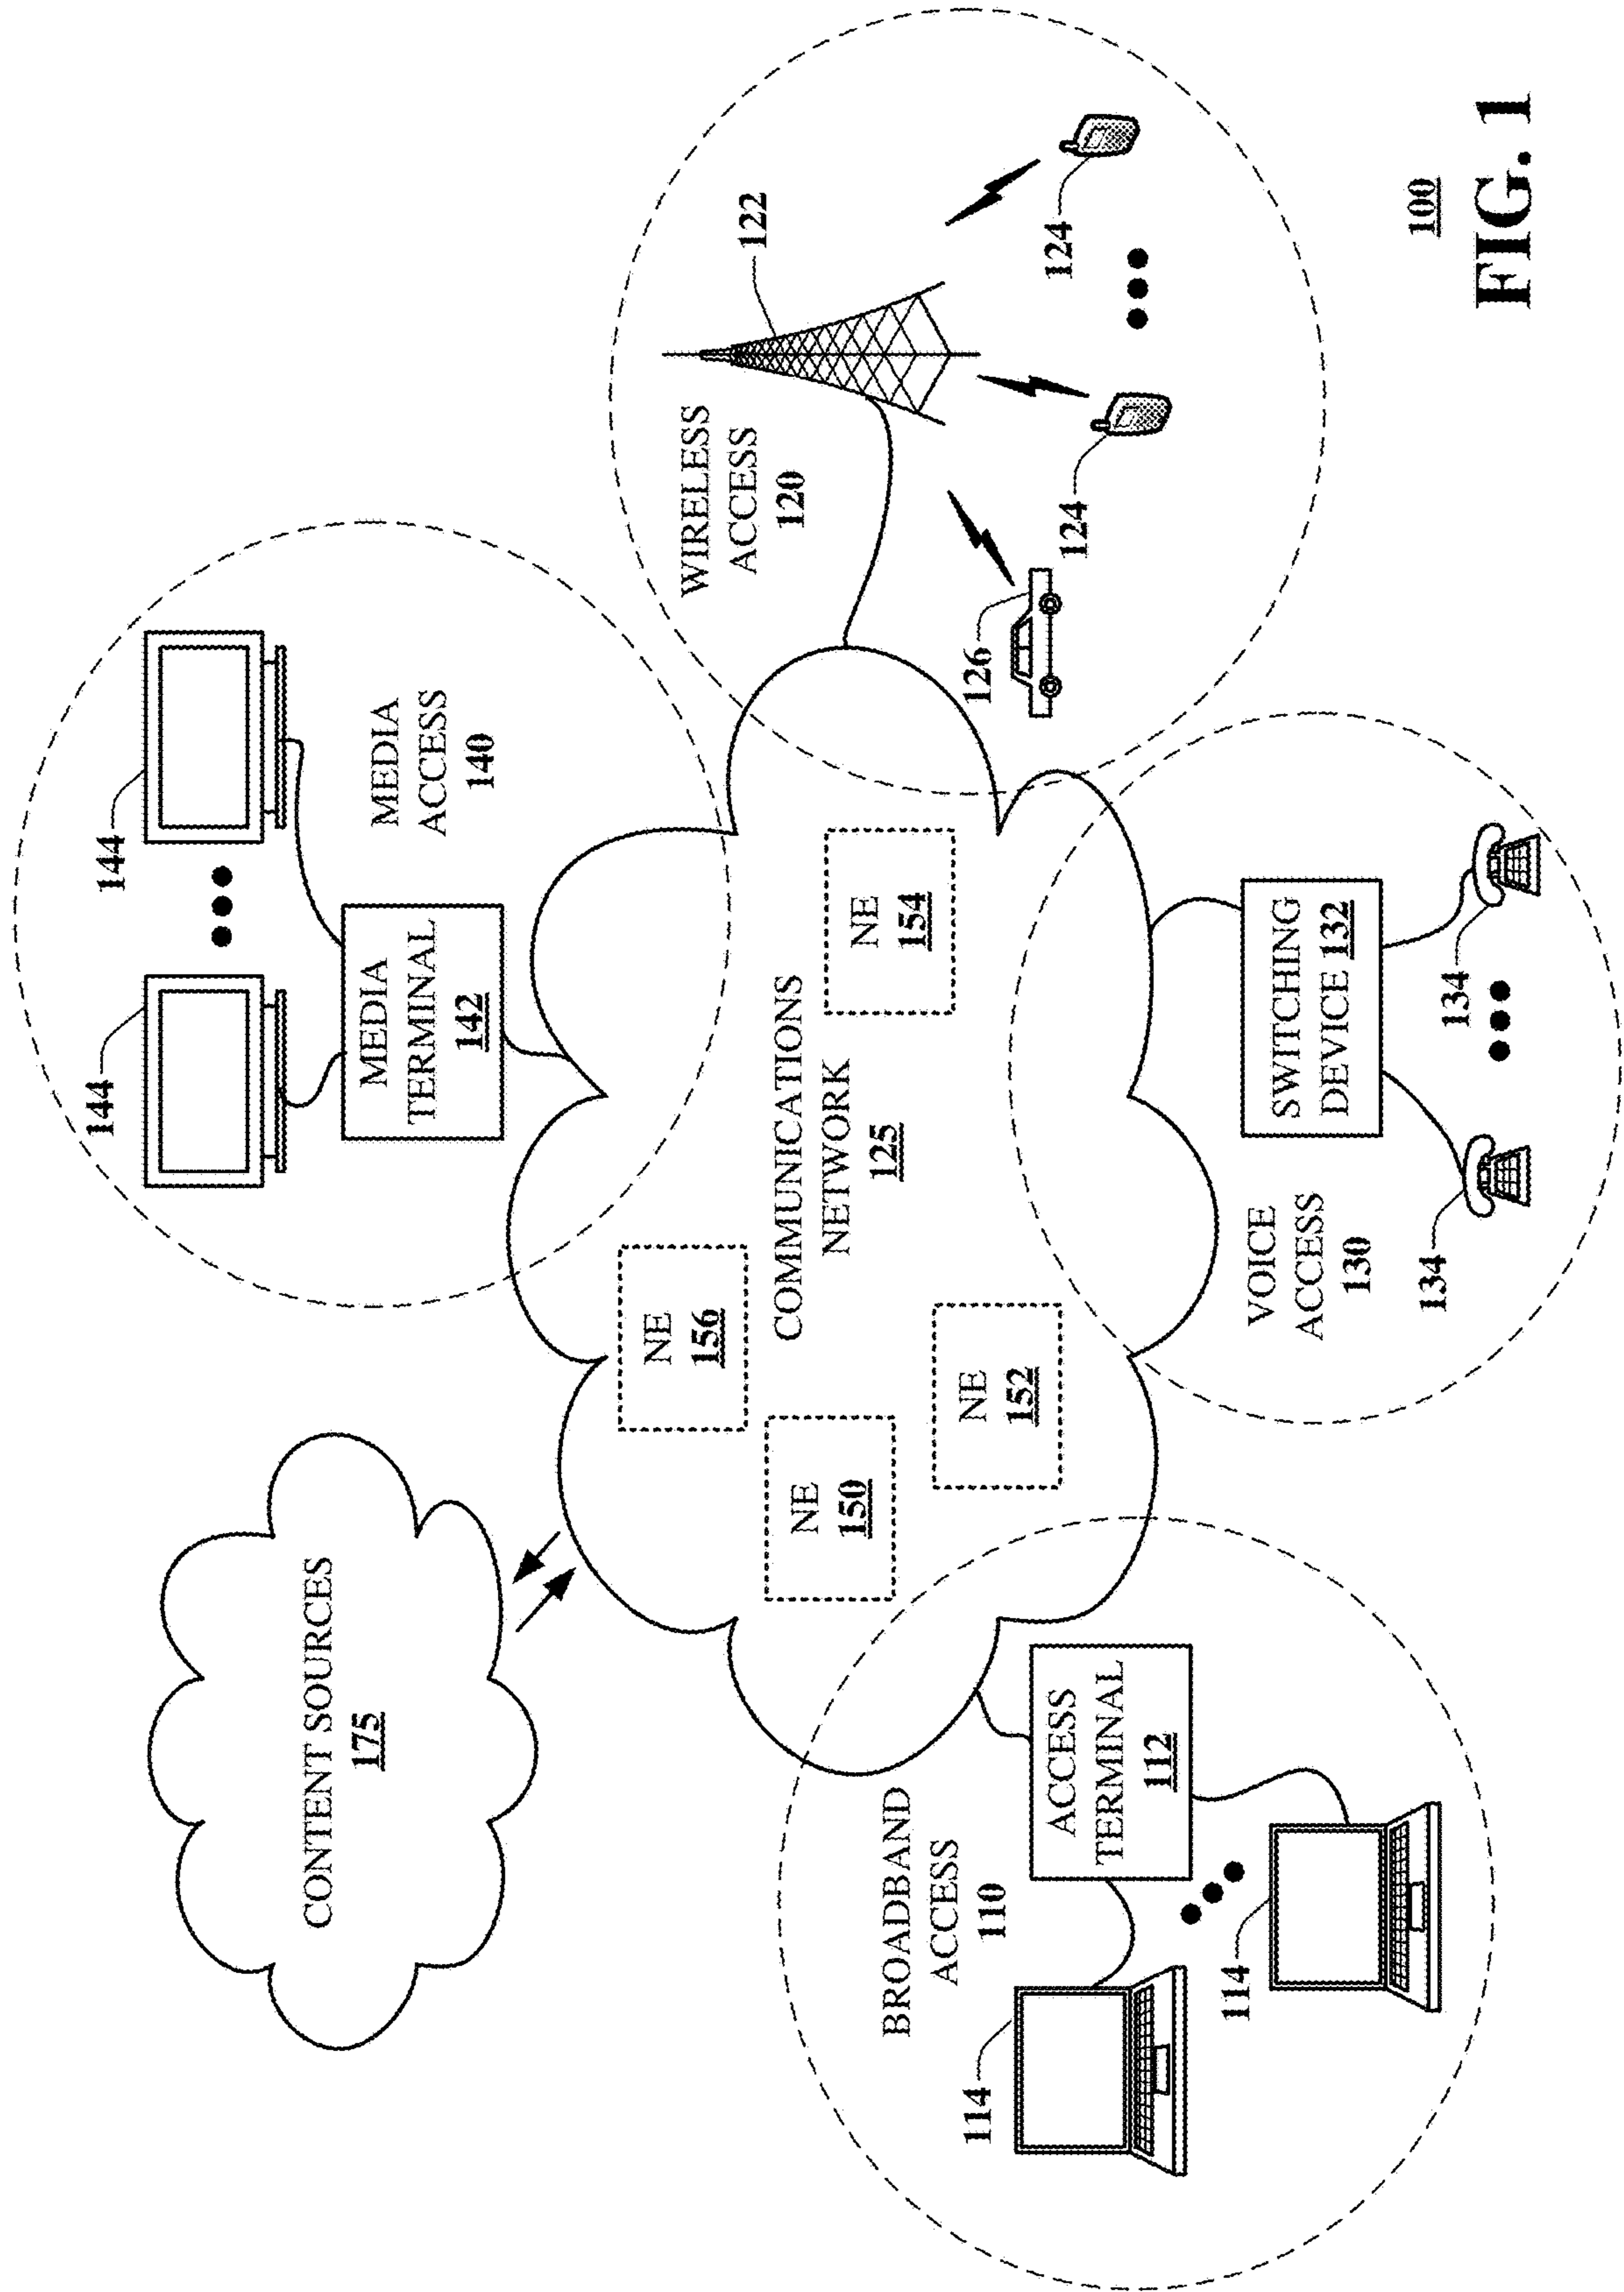 CONTENT SOURCES
175
144
144
MEDIA
TERMINAL
142
MEDIA
ACCESS
140
NE
156
NE
150
NE
152
COMMUNICATIONS
NETWORK
125
NE
154
WIRELESS
ACCESS
120
122
126
124
124
BROADBAND
ACCESS
110
ACCESS
TERMINAL
112
114
114
VOICE
ACCESS
130
SWITCHING
DEVICE 132
134
134
100
FIG. 1